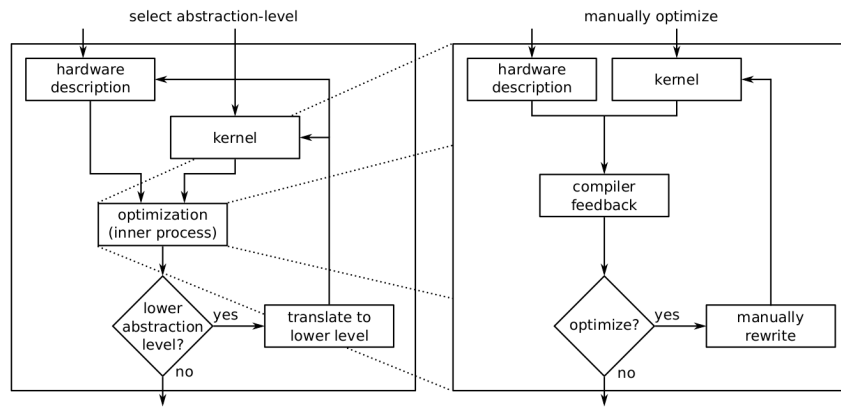 select abstraction-level
hardware
description
kernel
optimization
(inner process)
lower
abstraction
level?
yes
translate to
lower level
no
manually optimize
hardware
description
kernel
compiler
feedback
optimize?
yes
manually
rewrite
no